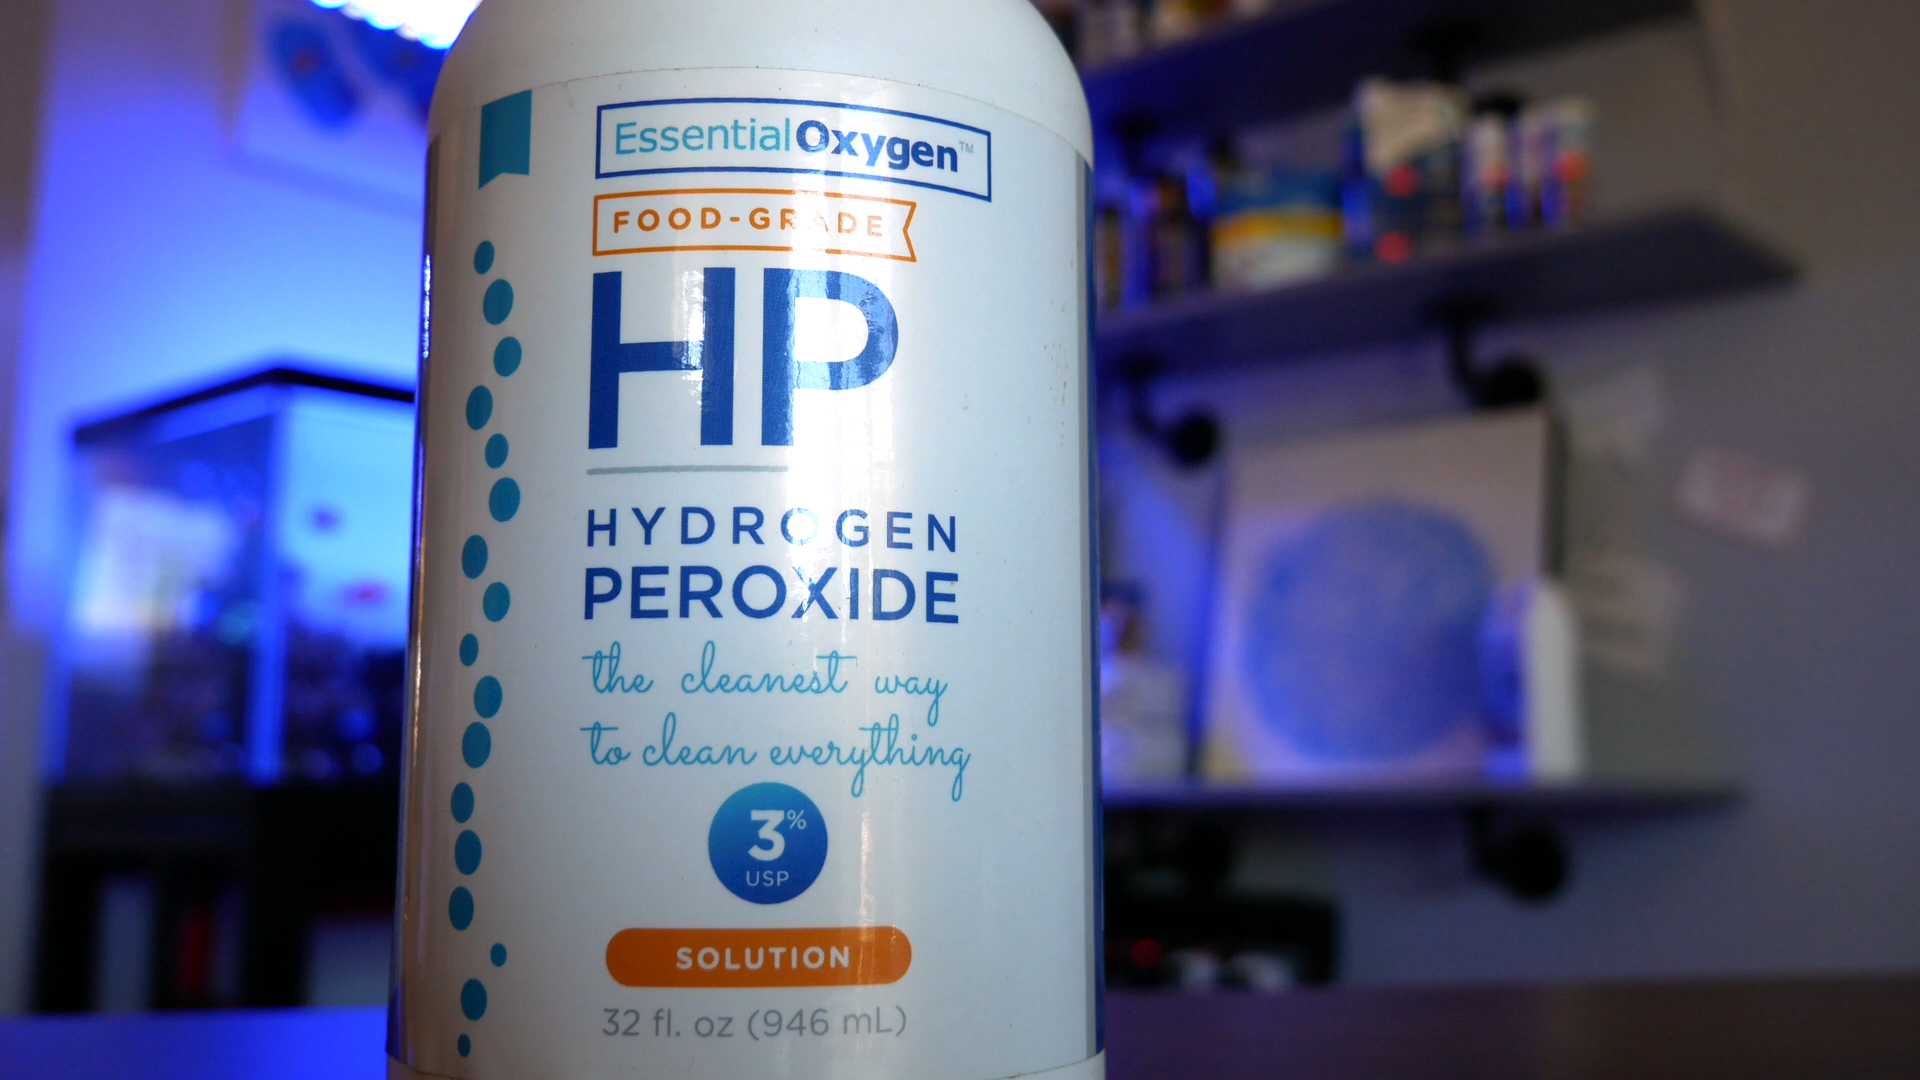 EssentialOxygen™
FOOD-GRADE
HP
HYDROGEN
PEROXIDE
the cleanest way
to clean everything
3%
USP
SOLUTION
32 fl. oz (946 mL)